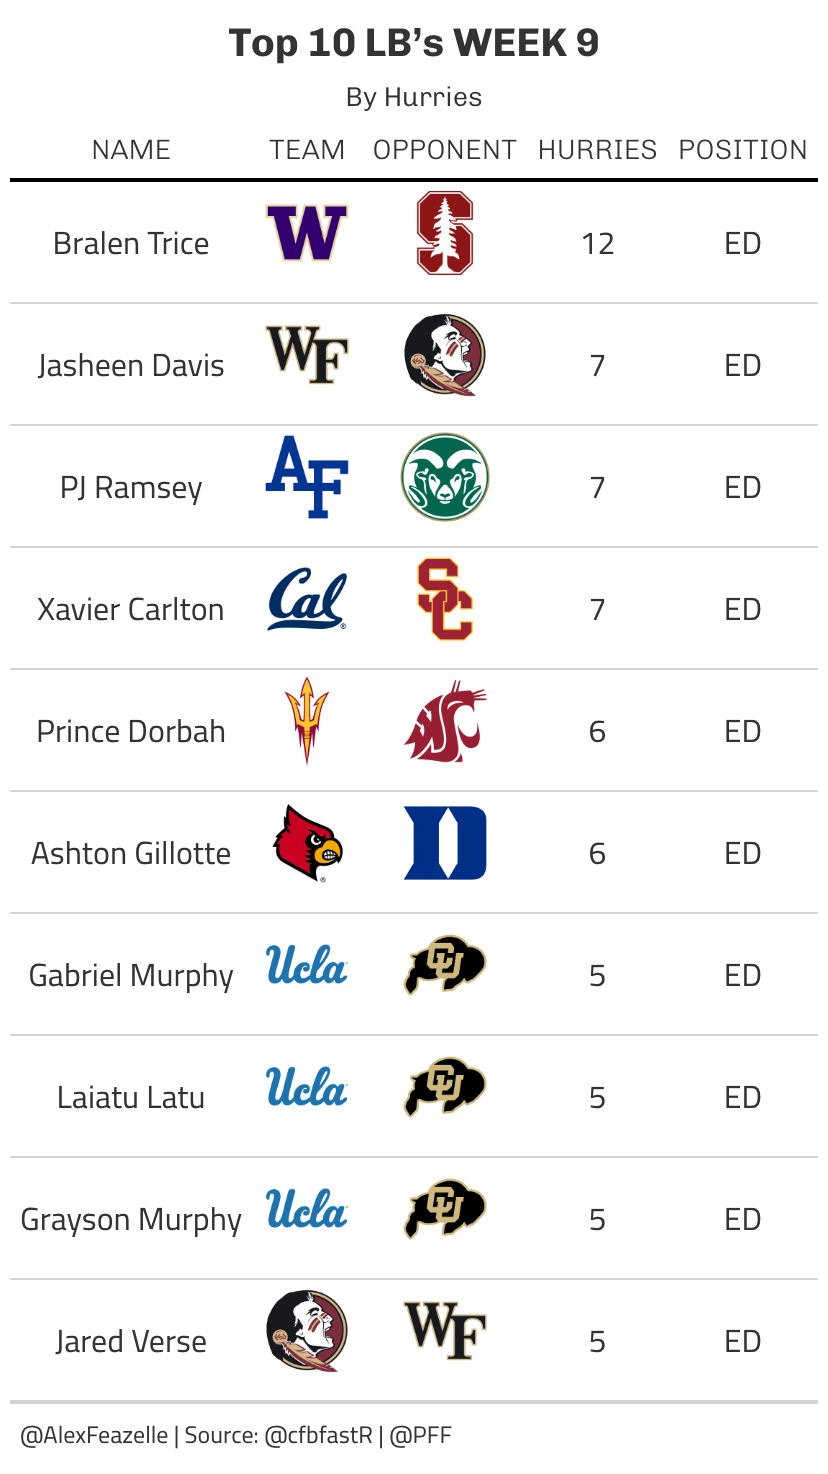 Top 10 LB’s WEEK 9
By Hurries
NAME TEAM OPPONENT HURRIES POSITION
Bralen Trice W S 12 ED
Jasheen Davis WF 7 ED
PJ Ramsey AF 7 ED
Xavier Carlton Cal SC 7 ED
Prince Dorbah WSC 6 ED
Ashton Gillotte D 6 ED
Gabriel Murphy Ucla CU 5 ED
Laiatu Latu Ucla CU 5 ED
Grayson Murphy Ucla CU 5 ED
Jared Verse WF 5 ED
@AlexFeazelle | Source: @cfbfastR | @PFF